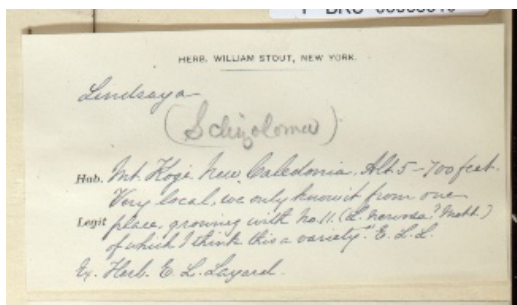 HERB. WILLIAM STOUT, NEW YORK.
Lindsaya
(Schizoloma)
Hab. Mt. Kogi New Caledonia. Alt. 5-700 feet.
Very local, we only know it from one
Legit place, growing with no. 11. (L. ? Mett.)
of which I think this a variety." E. L. L.
Ex. Herb. E. L. Layard.